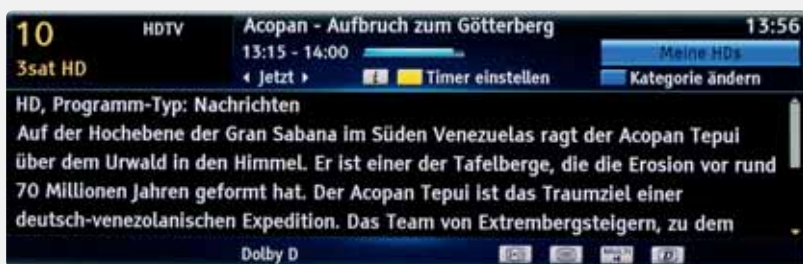 10 HDTV Acopan - Aufbruch zum Götterberg 13:56
13:15 - 14:00 Meine HDs
3sat HD ◂ Jetzt ▸ i Timer einstellen Kategorie ändern
HD, Programm-Typ: Nachrichten
Auf der Hochebene der Gran Sabana im Süden Venezuelas ragt der Acopan Tepui
über dem Urwald in den Himmel. Er ist einer der Tafelberge, die die Erosion vor rund
70 Millionen Jahren geformt hat. Der Acopan Tepui ist das Traumziel einer
deutsch-venezolanischen Expedition. Das Team von Extrembergsteigern, zu dem
Dolby D